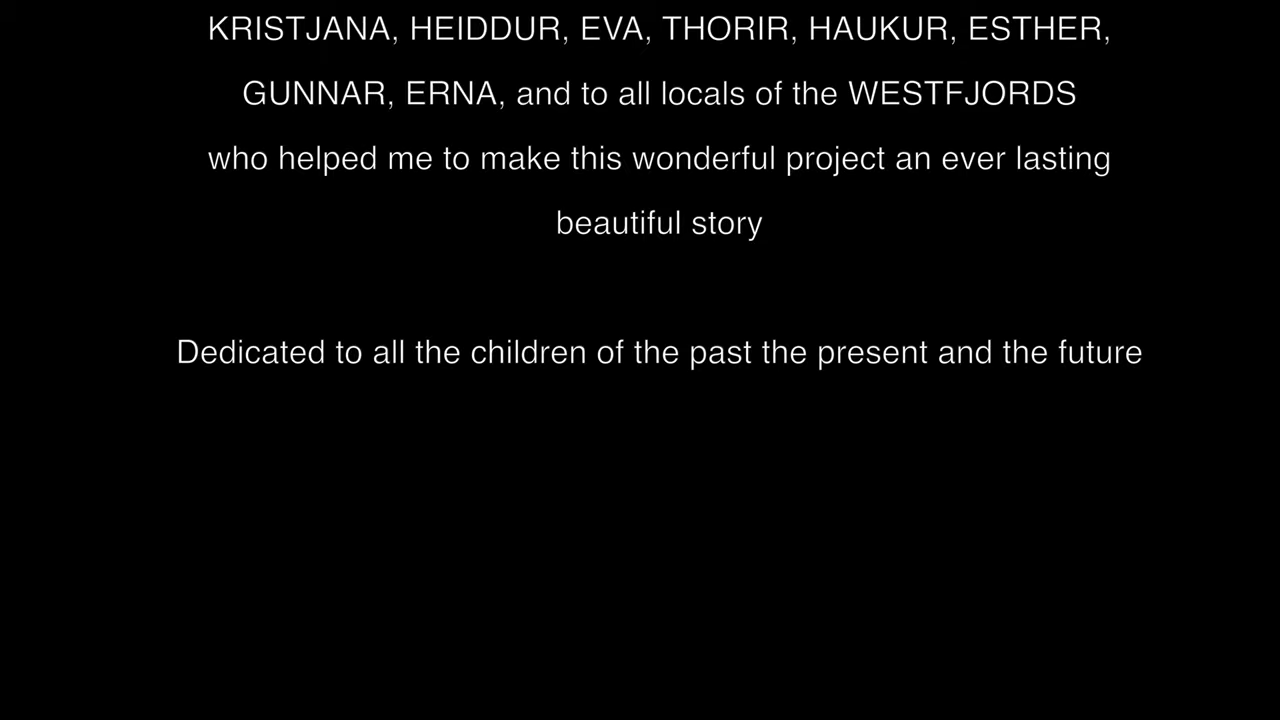 KRISTJANA, HEIDDUR, EVA, THORIR, HAUKUR, ESTHER,
GUNNAR, ERNA, and to all locals of the WESTFJORDS
who helped me to make this wonderful project an ever lasting
beautiful story
Dedicated to all the children of the past the present and the future